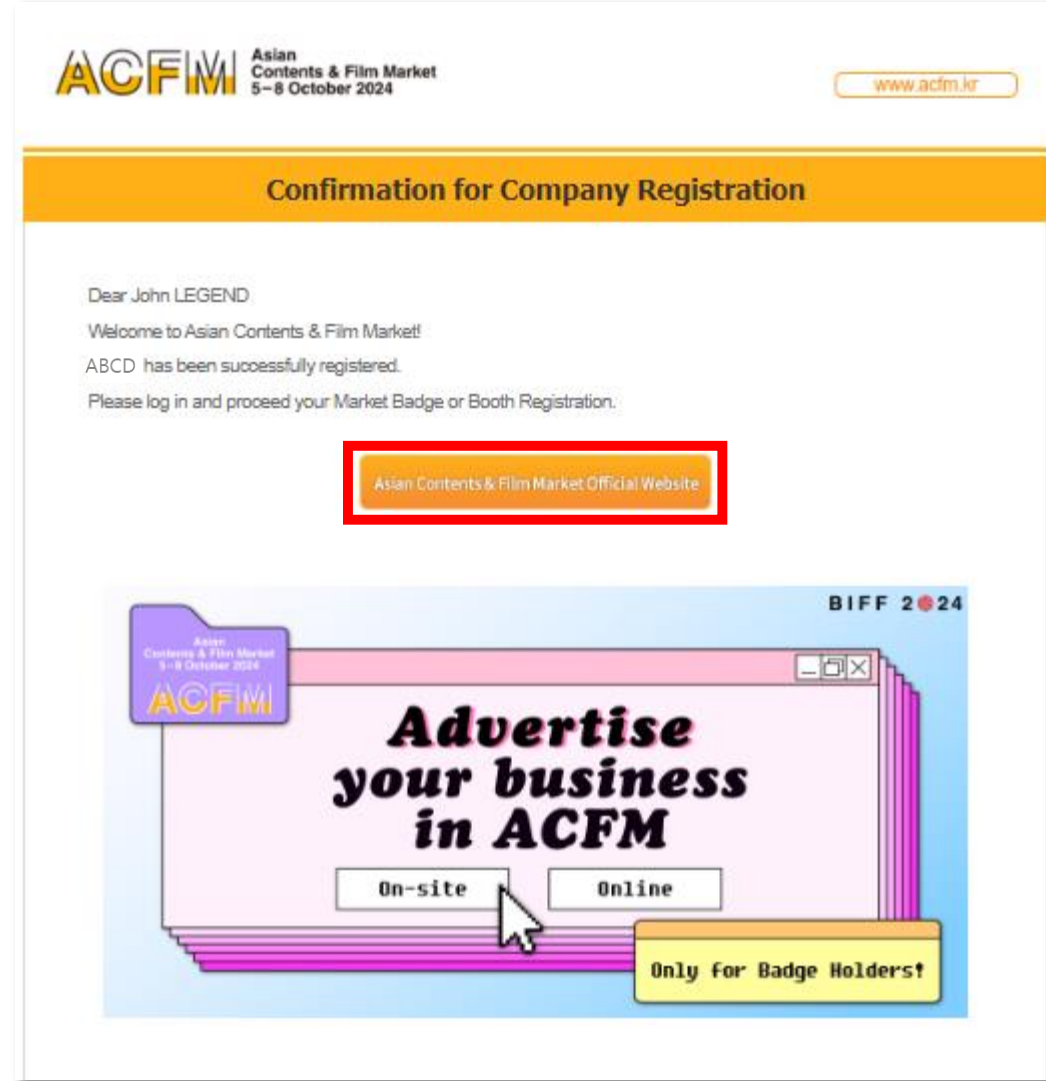 ACFM
Asian
Contents & Film Market
5–8 October 2024
www.acfm.kr
Confirmation for Company Registration
Dear John LEGEND
Welcome to Asian Contents & Film Market!
ABCD has been successfully registered.
Please log in and proceed your Market Badge or Booth Registration.
Asian Contents & Film Market Official Website
BIFF 2024
Asian
Contents & Film Market
5–8 October 2024
ACFM
Advertise
your business
in ACFM
On-site
Online
Only for Badge Holders!